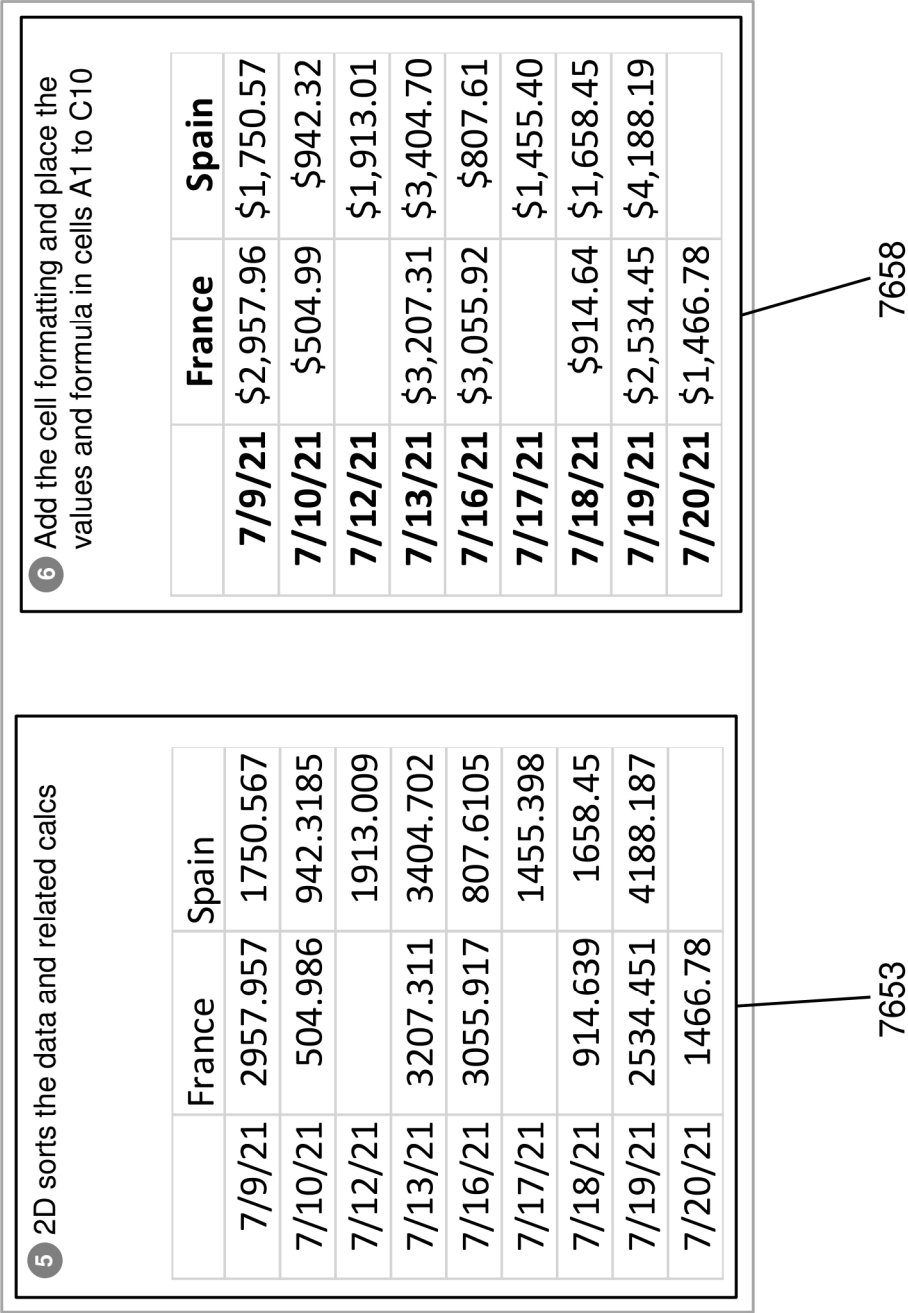 5 2D sorts the data and related calcs
France Spain
7/9/21 2957.957 1750.567
7/10/21 504.986 942.3185
7/12/21 1913.009
7/13/21 3207.311 3404.702
7/16/21 3055.917 807.6105
7/17/21 1455.398
7/18/21 914.639 1658.45
7/19/21 2534.451 4188.187
7/20/21 1466.78
7653
6 Add the cell formatting and place the
values and formula in cells A1 to C10
France Spain
7/9/21 $2,957.96 $1,750.57
7/10/21 $504.99 $942.32
7/12/21 $1,913.01
7/13/21 $3,207.31 $3,404.70
7/16/21 $3,055.92 $807.61
7/17/21 $1,455.40
7/18/21 $914.64 $1,658.45
7/19/21 $2,534.45 $4,188.19
7/20/21 $1,466.78
7658